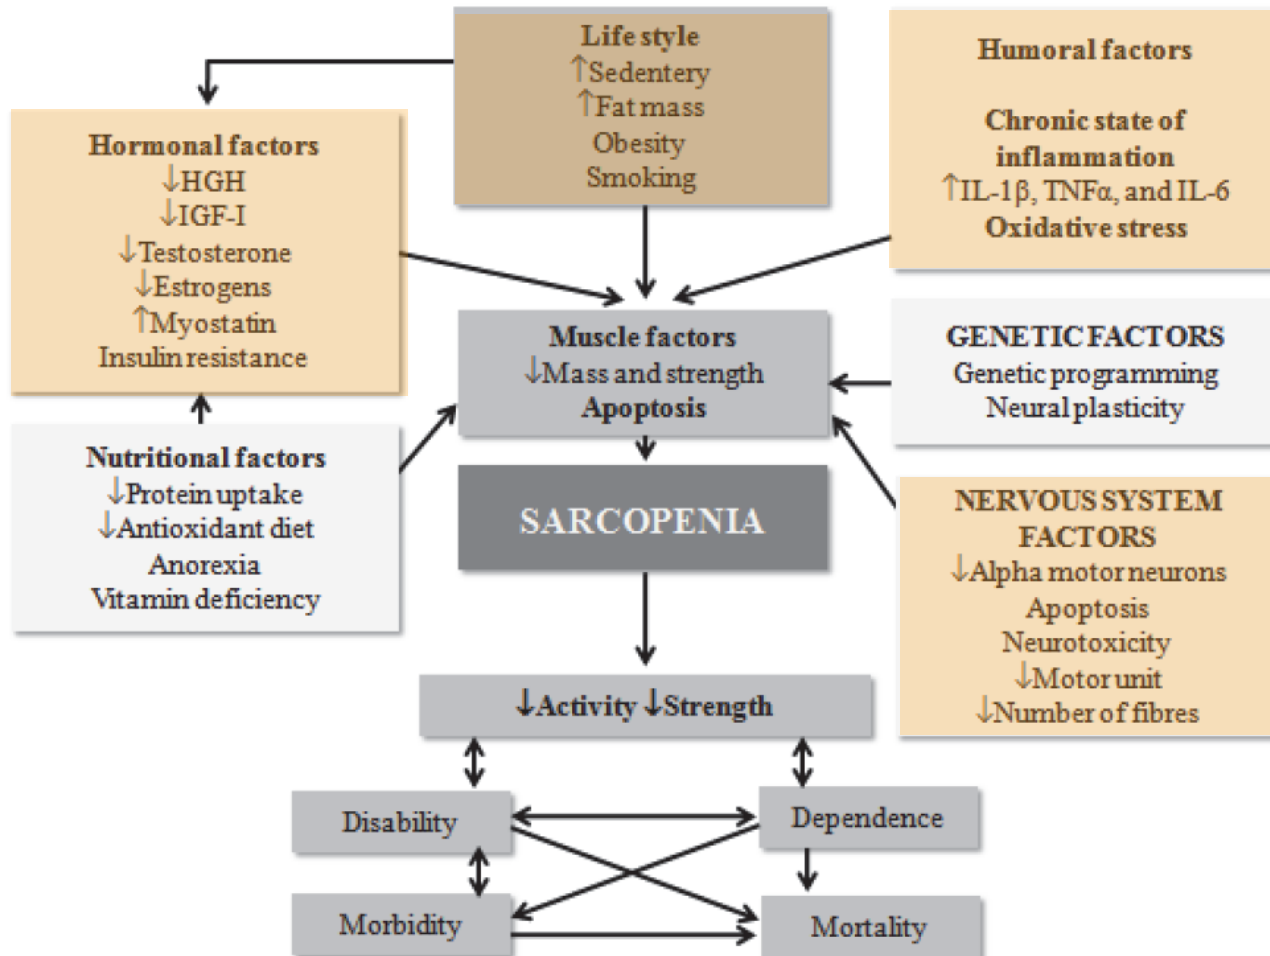 Life style
↑Sedentery
↑Fat mass
Obesity
Smoking
Humoral factors
Chronic state of
inflammation
↑IL-1β, TNFα, and IL-6
Oxidative stress
Hormonal factors
↓HGH
↓IGF-I
↓Testosterone
↓Estrogens
↑Myostatin
Insulin resistance
Muscle factors
↓Mass and strength
Apoptosis
GENETIC FACTORS
Genetic programming
Neural plasticity
Nutritional factors
↓Protein uptake
↓Antioxidant diet
Anorexia
Vitamin deficiency
SARCOPENIA
NERVOUS SYSTEM
FACTORS
↓Alpha motor neurons
Apoptosis
Neurotoxicity
↓Motor unit
↓Number of fibres
↓Activity ↓Strength
Disability
Dependence
Morbidity
Mortality